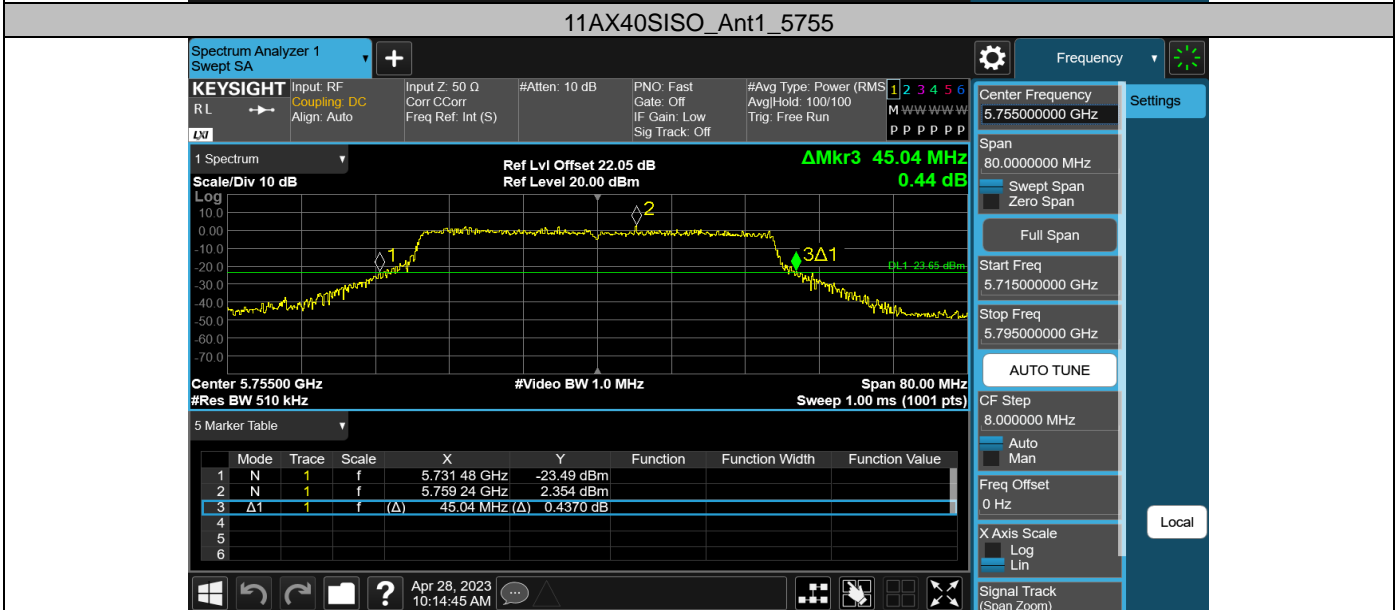 11AX40SISO_Ant1_5755
Spectrum Analyzer 1
Swept SA
Frequency
KEYSIGHT
RL
LXI
Input: RF
Coupling: DC
Align: Auto
Input Z: 50 Ω
Corr CCorr
Freq Ref: Int (S)
#Atten: 10 dB
PNO: Fast
Gate: Off
IF Gain: Low
Sig Track: Off
#Avg Type: Power (RMS
Avg|Hold: 100/100
Trig: Free Run
1 2 3 4 5 6
M W W W W W
P P P P P P
1 Spectrum
Scale/Div 10 dB
Ref Lvl Offset 22.05 dB
Ref Level 20.00 dBm
ΔMkr3 45.04 MHz
0.44 dB
Log
10.0
0.00
-10.0
-20.0
-30.0
-40.0
-50.0
-60.0
-70.0
1
2
3Δ1
DL1 -23.65 dBm
Center 5.75500 GHz
#Video BW 1.0 MHz
Span 80.00 MHz
#Res BW 510 kHz
Sweep 1.00 ms (1001 pts)
5 Marker Table
Mode Trace Scale X Y Function Function Width Function Value
1 N 1 f 5.731 48 GHz -23.49 dBm
2 N 1 f 5.759 24 GHz 2.354 dBm
3 Δ1 1 f (Δ) 45.04 MHz (Δ) 0.4370 dB
4
5
6
?
Apr 28, 2023
10:14:45 AM
Center Frequency
5.755000000 GHz
Span
80.0000000 MHz
Swept Span
Zero Span
Full Span
Start Freq
5.715000000 GHz
Stop Freq
5.795000000 GHz
AUTO TUNE
CF Step
8.000000 MHz
Auto
Man
Freq Offset
0 Hz
X Axis Scale
Log
Lin
Signal Track
(Span Zoom)
Settings
Local